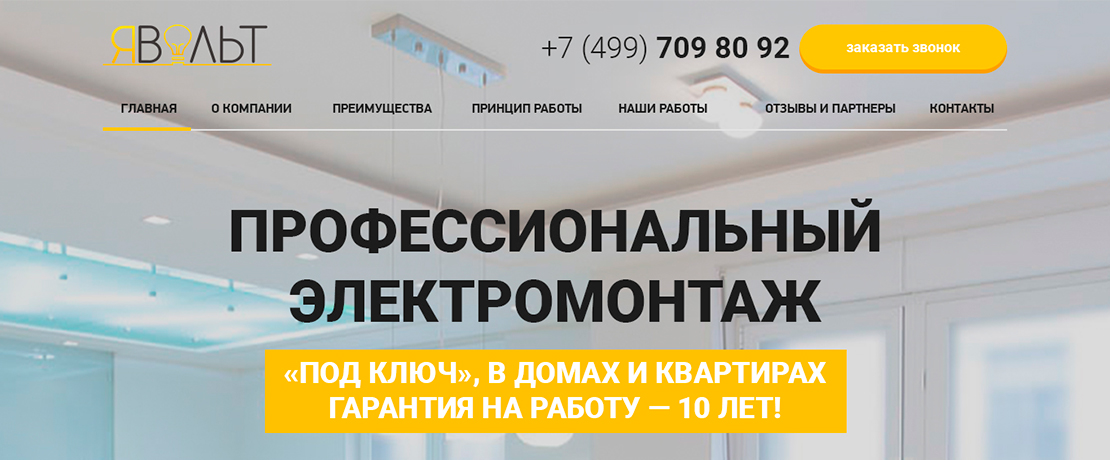 ЯВОЛЬТ
+7 (499) 709 80 92
заказать звонок
ГЛАВНАЯ О КОМПАНИИ ПРЕИМУЩЕСТВА ПРИНЦИП РАБОТЫ НАШИ РАБОТЫ ОТЗЫВЫ И ПАРТНЕРЫ КОНТАКТЫ
ПРОФЕССИОНАЛЬНЫЙ
ЭЛЕКТРОМОНТАЖ
«ПОД КЛЮЧ», В ДОМАХ И КВАРТИРАХ
ГАРАНТИЯ НА РАБОТУ — 10 ЛЕТ!